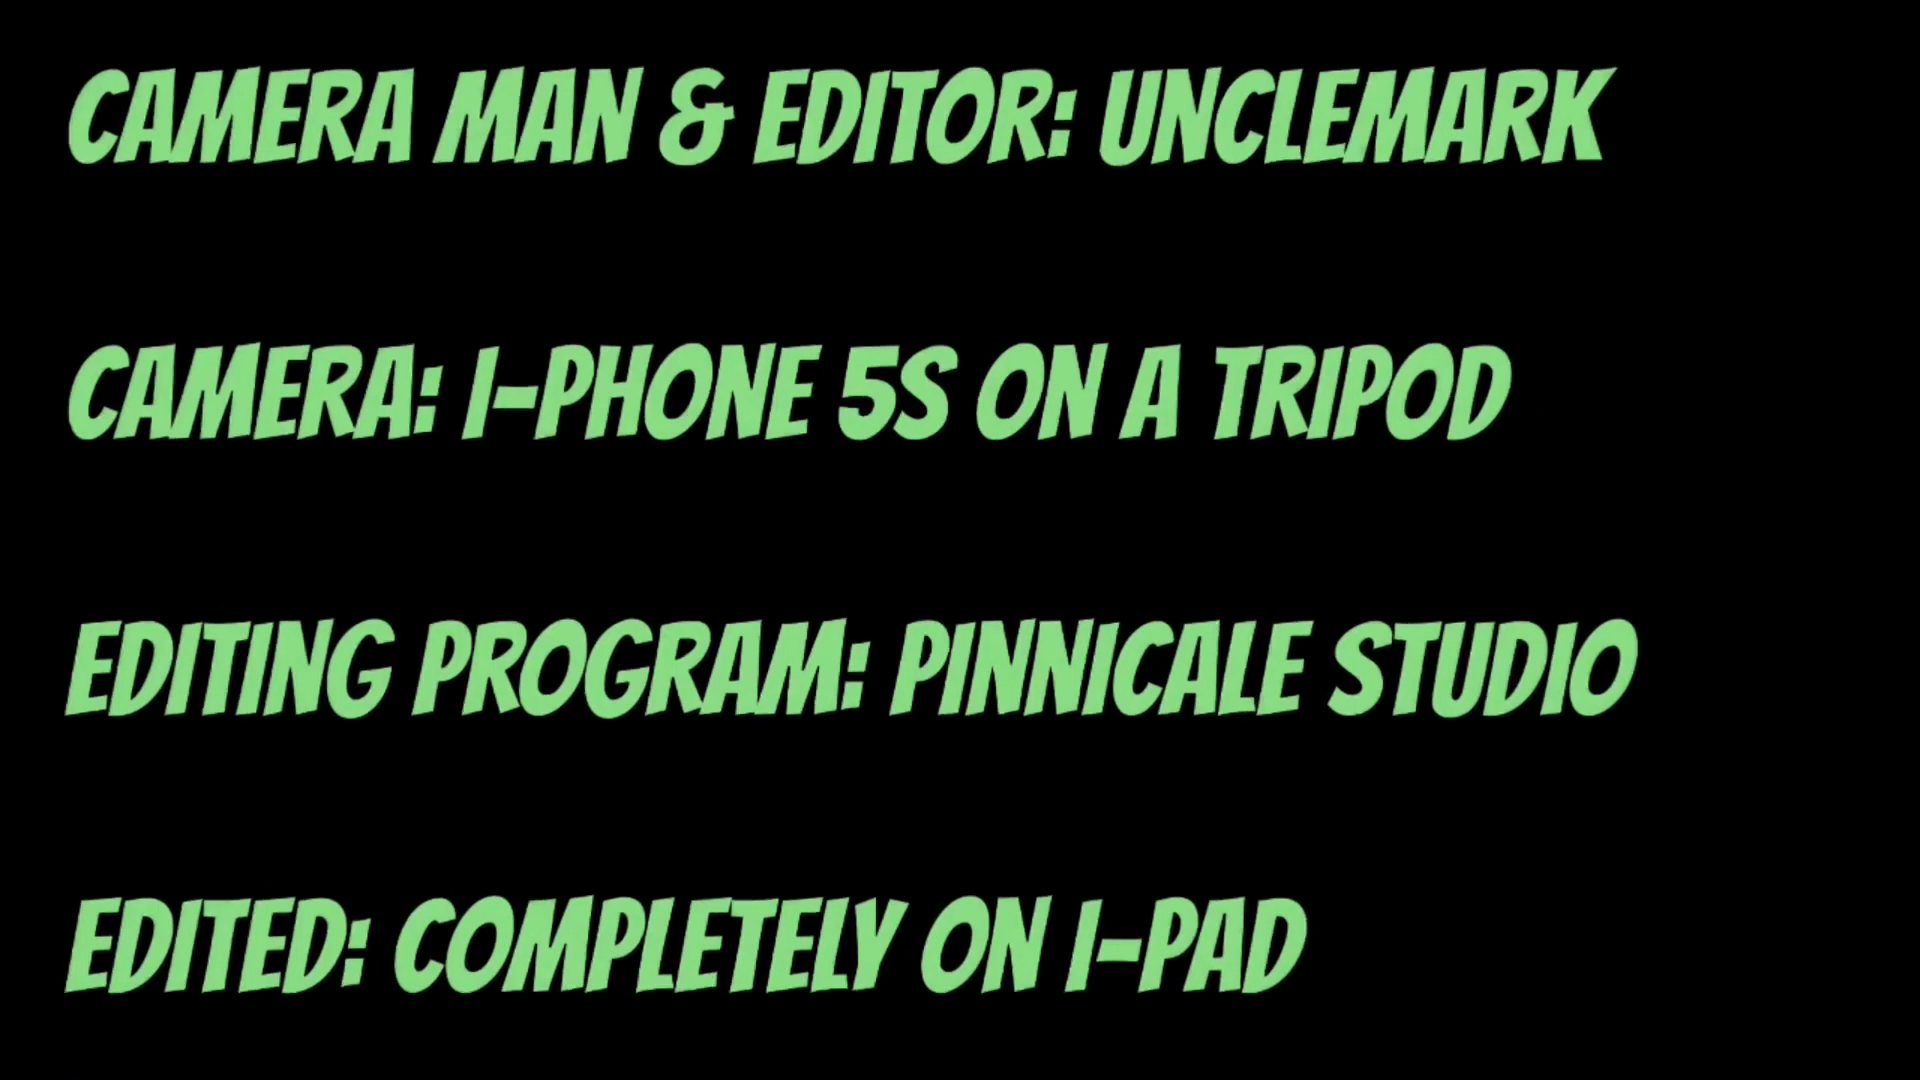 CAMERA MAN & EDITOR: UNCLEMARK
CAMERA: I-PHONE 5S ON A TRIPOD
EDITING PROGRAM: PINNICALE STUDIO
EDITED: COMPLETELY ON I-PAD